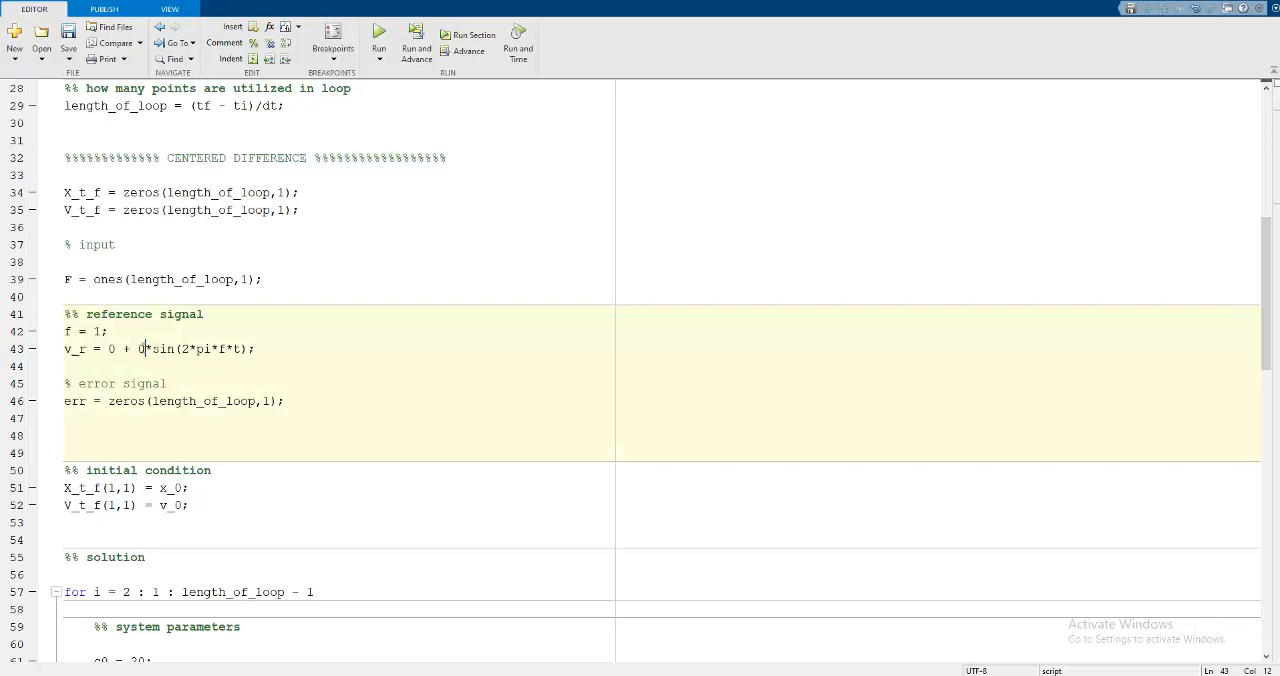 EDITOR PUBLISH VIEW
New Open Save Find Files Compare Print Go To Find Insert fx Comment Indent Breakpoints Run Run and Advance Run Section Advance Run and Time
FILE NAVIGATE EDIT BREAKPOINTS RUN
28 %% how many points are utilized in loop
29 length_of_loop = (tf - ti)/dt;
30
31
32 %%%%%%%%%%%%% CENTERED DIFFERENCE %%%%%%%%%%%%%%%%%%
33
34 X_t_f = zeros(length_of_loop,1);
35 V_t_f = zeros(length_of_loop,1);
36
37 % input
38
39 F = ones(length_of_loop,1);
40
41 %% reference signal
42 f = 1;
43 v_r = 0 + 0*sin(2*pi*f*t);
44
45 % error signal
46 err = zeros(length_of_loop,1);
47
48
49
50 %% initial condition
51 X_t_f(1,1) = x_0;
52 V_t_f(1,1) = v_0;
53
54
55 %% solution
56
57 for i = 2 : 1 : length_of_loop - 1
58
59 %% system parameters
60
61 c0 = 20;
Activate Windows
Go to Settings to activate Windows.
UTF-8 script Ln 43 Col 12